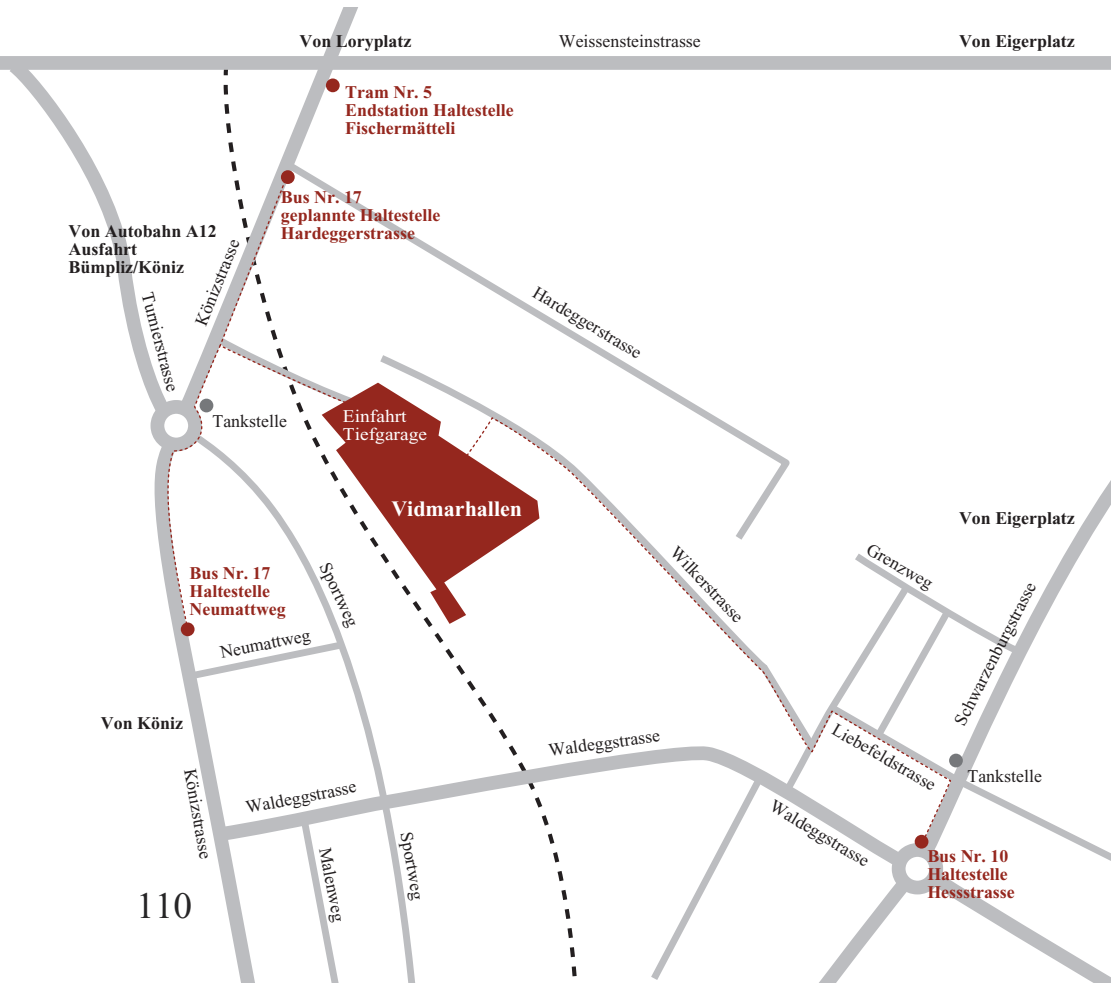 Von Loryplatz
Weissensteinstrasse
Von Eigerplatz
Tram Nr. 5
Endstation Haltestelle
Fischermätteli
Bus Nr. 17
geplannte Haltestelle
Hardeggerstrasse
Von Autobahn A12
Ausfahrt
Bümpliz/Köniz
Könizstrasse
Turnierstrasse
Hardeggerstrasse
Tankstelle
Einfahrt
Tiefgarage
Vidmarhallen
Von Eigerplatz
Grenzweg
Wilkerstrasse
Bus Nr. 17
Haltestelle
Neumattweg
Sportweg
Neumattweg
Schwarzenburgstrasse
Von Köniz
Waldeggstrasse
Liebefeldstrasse
Tankstelle
Könizstrasse
Waldeggstrasse
Waldeggstrasse
Malenweg
Sportweg
Bus Nr. 10
Haltestelle
Hessstrasse
110